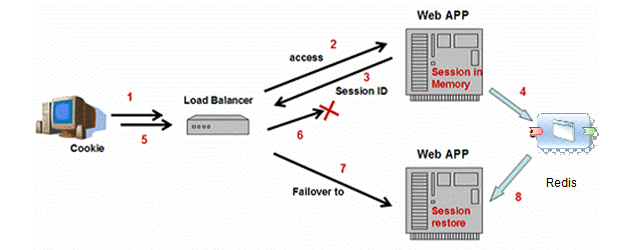 Web APP
2
access
3
Session in
Memory
Session ID
4
1
Load Balancer
5
6
Cookie
Web APP
7
Redis
Failover to
8
Session
restore